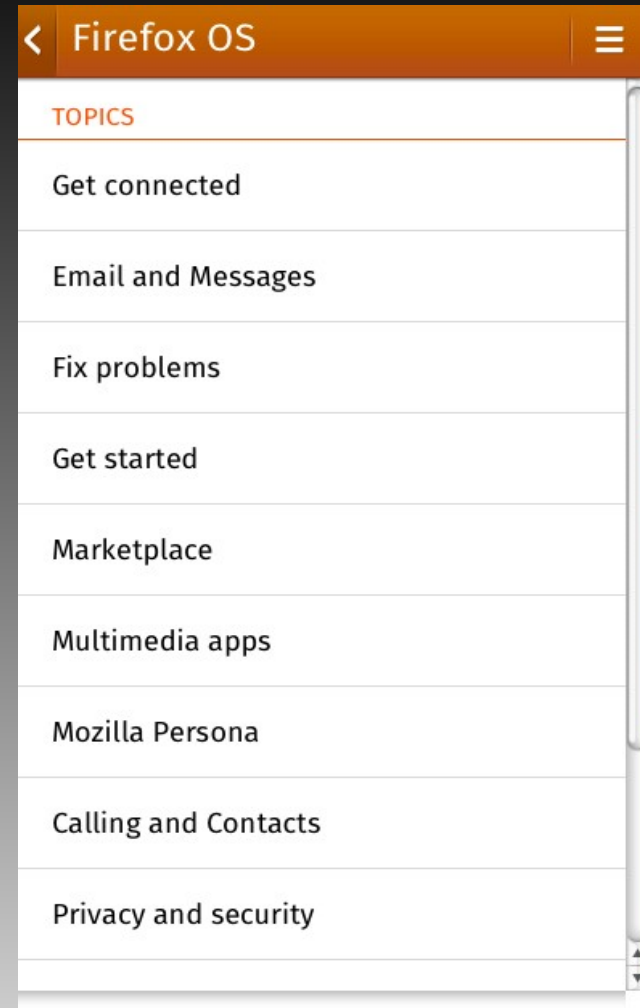 Firefox OS
TOPICS
Get connected
Email and Messages
Fix problems
Get started
Marketplace
Multimedia apps
Mozilla Persona
Calling and Contacts
Privacy and security